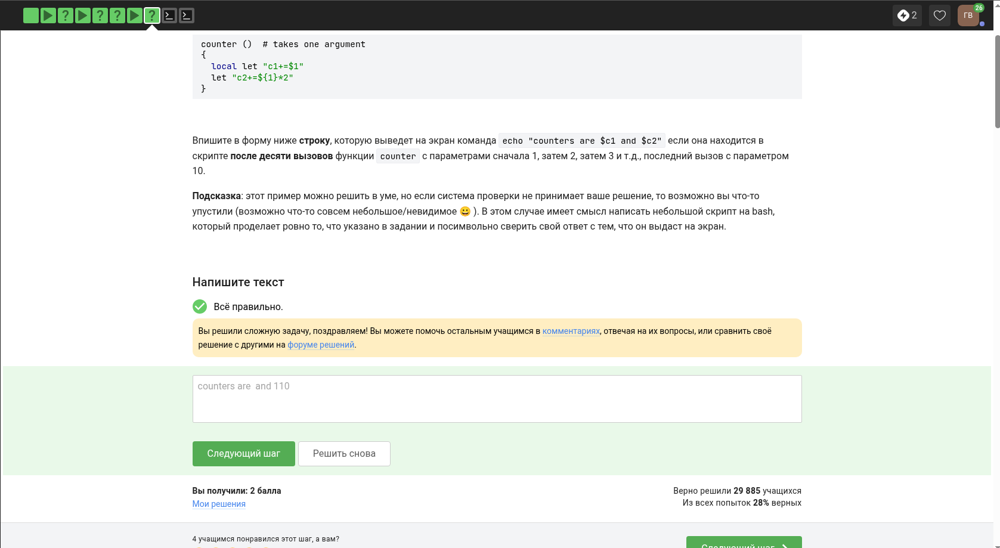 2
ГВ
26
counter ()  # takes one argument
{
  local let "c1+=$1"
  let "c2+=${1}*2"
}
Впишите в форму ниже строку, которую выведет на экран команда echo "counters are $c1 and $c2" если она находится в
скрипте после десяти вызовов функции counter с параметрами сначала 1, затем 2, затем 3 и т.д., последний вызов с параметром
10.
Подсказка: этот пример можно решить в уме, но если система проверки не принимает ваше решение, то возможно вы что-то
упустили (возможно что-то совсем небольшое/невидимое 😀 ). В этом случае имеет смысл написать небольшой скрипт на bash,
который проделает ровно то, что указано в задании и посимвольно сверить свой ответ с тем, что он выдаст на экран.
Напишите текст
Всё правильно.
Вы решили сложную задачу, поздравляем! Вы можете помочь остальным учащимся в комментариях, отвечая на их вопросы, или сравнить своё
решение с другими на форуме решений.
counters are  and 110
Следующий шаг
Решить снова
Вы получили: 2 балла
Мои решения
Верно решили 29 885 учащихся
Из всех попыток 28% верных
4 учащимся понравился этот шаг, а вам?
Следующий шаг